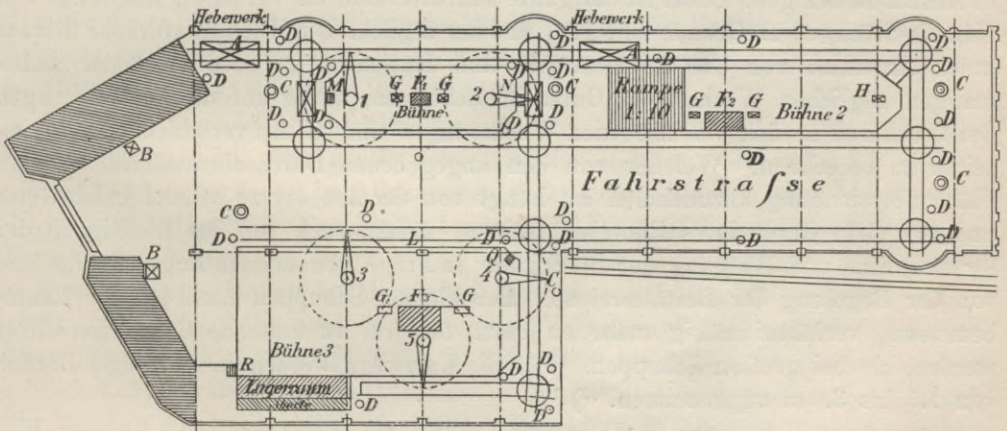 Hebewerk Hebewerk
D D D
A A
D D D D D
C M G F₁ G 2 C Rampe H C
1 1:10 G F₂ G
Bühne Bühne 2
D D D D
B
D D
Fahrstraſse
C C
D D
D L D D D
B Q
3 4 C
G F₃ G
5
Bühne 3
R D D
Lagerraum
D D